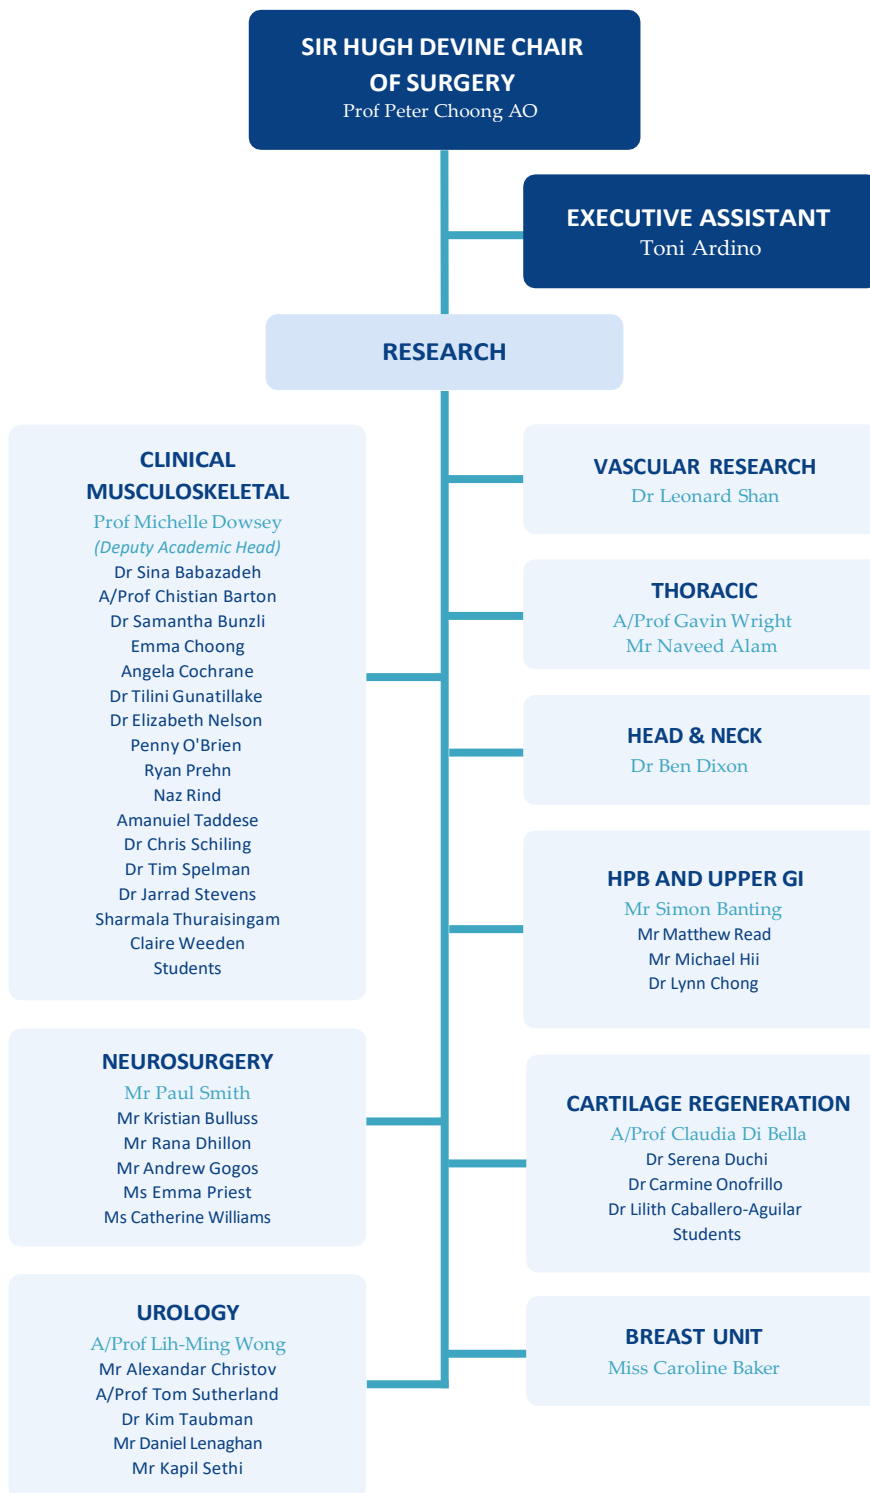 SIR HUGH DEVINE CHAIR
OF SURGERY
Prof Peter Choong AO
EXECUTIVE ASSISTANT
Toni Ardino
RESEARCH
CLINICAL
MUSCULOSKELETAL
Prof Michelle Dowsey
(Deputy Academic Head)
Dr Sina Babazadeh
A/Prof Chistian Barton
Dr Samantha Bunzli
Emma Choong
Angela Cochrane
Dr Tilini Gunatillake
Dr Elizabeth Nelson
Penny O'Brien
Ryan Prehn
Naz Rind
Amanuiel Taddese
Dr Chris Schiling
Dr Tim Spelman
Dr Jarrad Stevens
Sharmala Thuraisingam
Claire Weeden
Students
NEUROSURGERY
Mr Paul Smith
Mr Kristian Bulluss
Mr Rana Dhillon
Mr Andrew Gogos
Ms Emma Priest
Ms Catherine Williams
UROLOGY
A/Prof Lih-Ming Wong
Mr Alexandar Christov
A/Prof Tom Sutherland
Dr Kim Taubman
Mr Daniel Lenaghan
Mr Kapil Sethi
VASCULAR RESEARCH
Dr Leonard Shan
THORACIC
A/Prof Gavin Wright
Mr Naveed Alam
HEAD & NECK
Dr Ben Dixon
HPB AND UPPER GI
Mr Simon Banting
Mr Matthew Read
Mr Michael Hii
Dr Lynn Chong
CARTILAGE REGENERATION
A/Prof Claudia Di Bella
Dr Serena Duchi
Dr Carmine Onofrillo
Dr Lilith Caballero-Aguilar
Students
BREAST UNIT
Miss Caroline Baker